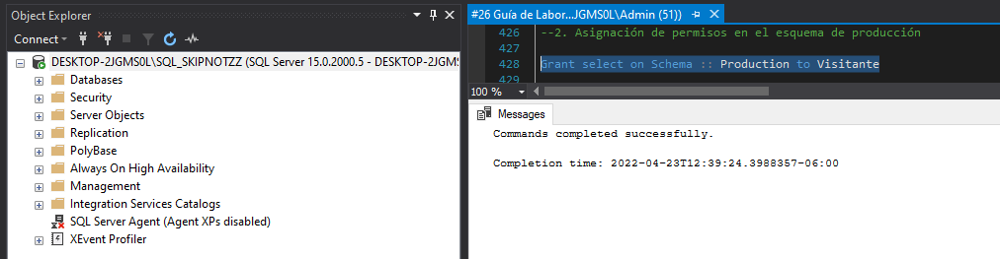 Object Explorer
Connect
DESKTOP-2JGMS0L\SQL_SKIPNOTZZ (SQL Server 15.0.2000.5 - DESKTOP-2JGMS
Databases
Security
Server Objects
Replication
PolyBase
Always On High Availability
Management
Integration Services Catalogs
SQL Server Agent (Agent XPs disabled)
XEvent Profiler
#26 Guía de Labor...JGMS0L\Admin (51))
426 --2. Asignación de permisos en el esquema de producción
427
428 Grant select on Schema :: Production to Visitante
429
100 %
Messages
Commands completed successfully.
Completion time: 2022-04-23T12:39:24.3988357-06:00